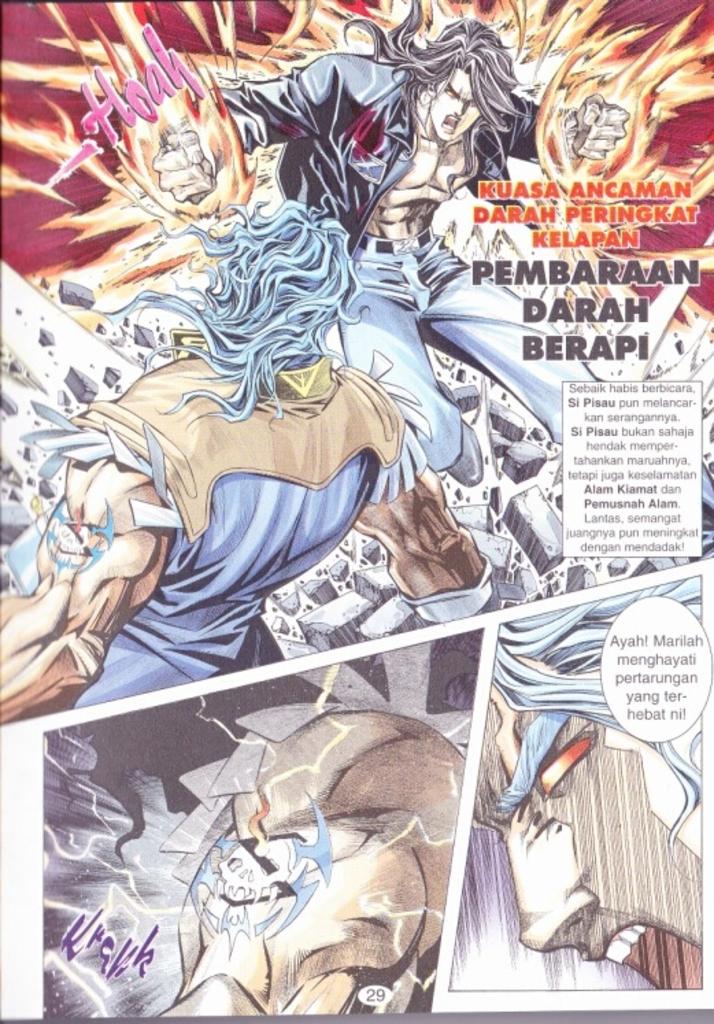 Hoah
KUASA ANCAMAN
DARAH PERINGKAT
KELAPAN
PEMBARAAN
DARAH
BERAPI
Sebaik habis berbicara,
Si Pisau pun melancar-
kan serangannya.
Si Pisau bukan sahaja
hendak memper-
tahankan maruahnya,
tetapi juga keselamatan
Alam Kiamat dan
Pemusnah Alam.
Lantas, semangat
juangnya pun meningkat
dengan mendadak!
Ayah! Marilah
menghayati
pertarungan
yang ter-
hebat ni!
29